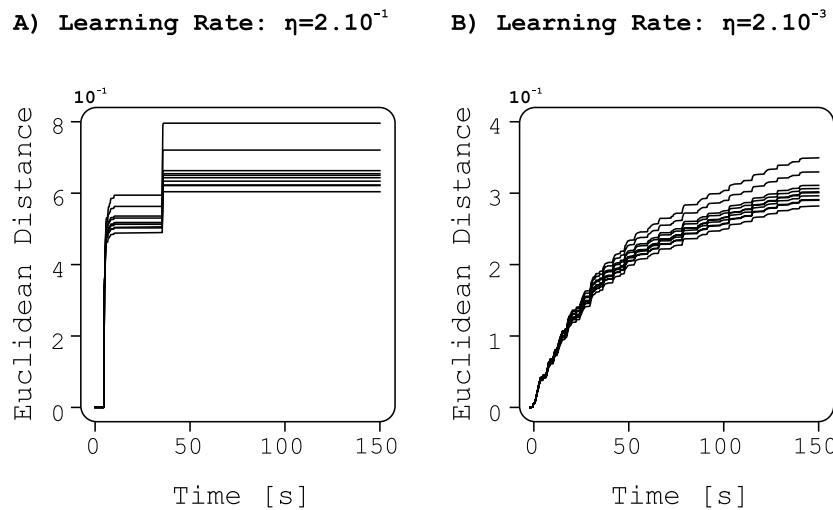 A) Learning Rate: η=2.10⁻¹
B) Learning Rate: η=2.10⁻³
10⁻¹
8
6
4
2
0
Euclidean Distance
0 50 100 150
Time [s]
10⁻¹
4
3
2
1
0
Euclidean Distance
0 50 100 150
Time [s]